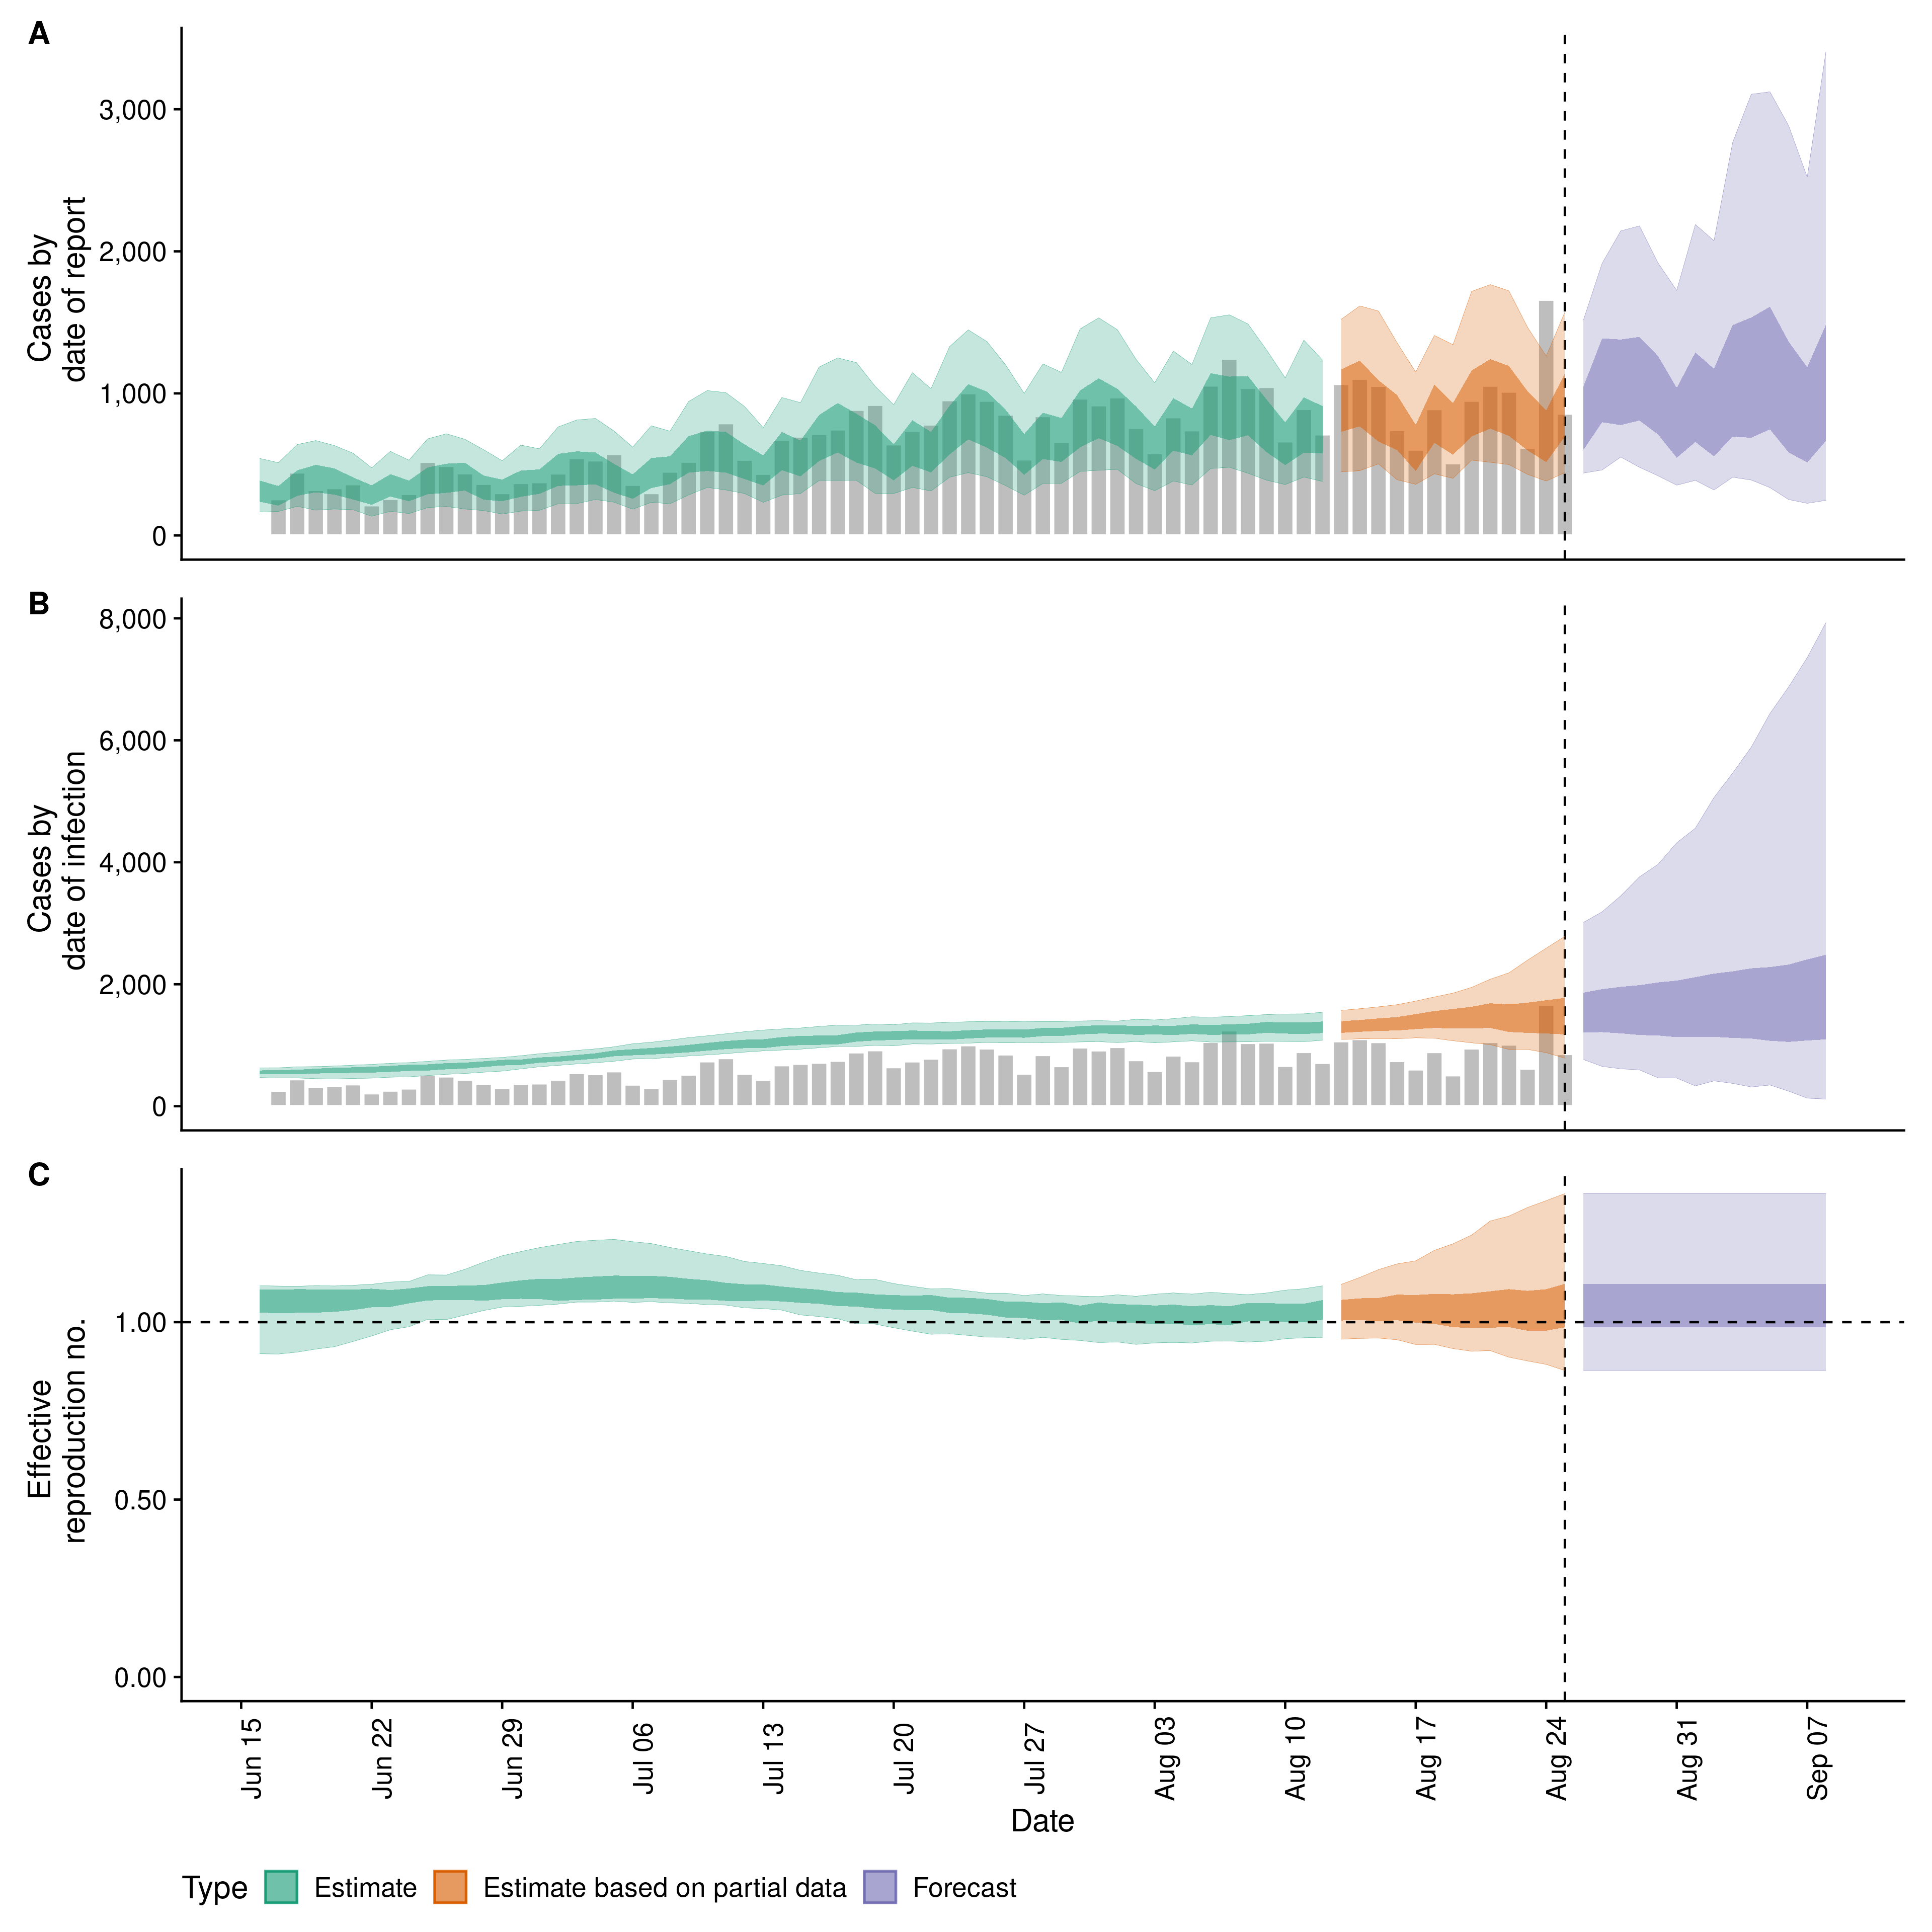 A
Cases by
date of report
3,000
2,000
1,000
0
B
Cases by
date of infection
8,000
6,000
4,000
2,000
0
C
Effective
reproduction no.
1.00
0.50
0.00
Jun 15
Jun 22
Jun 29
Jul 06
Jul 13
Jul 20
Jul 27
Aug 03
Aug 10
Aug 17
Aug 24
Aug 31
Sep 07
Date
Type Estimate Estimate based on partial data Forecast